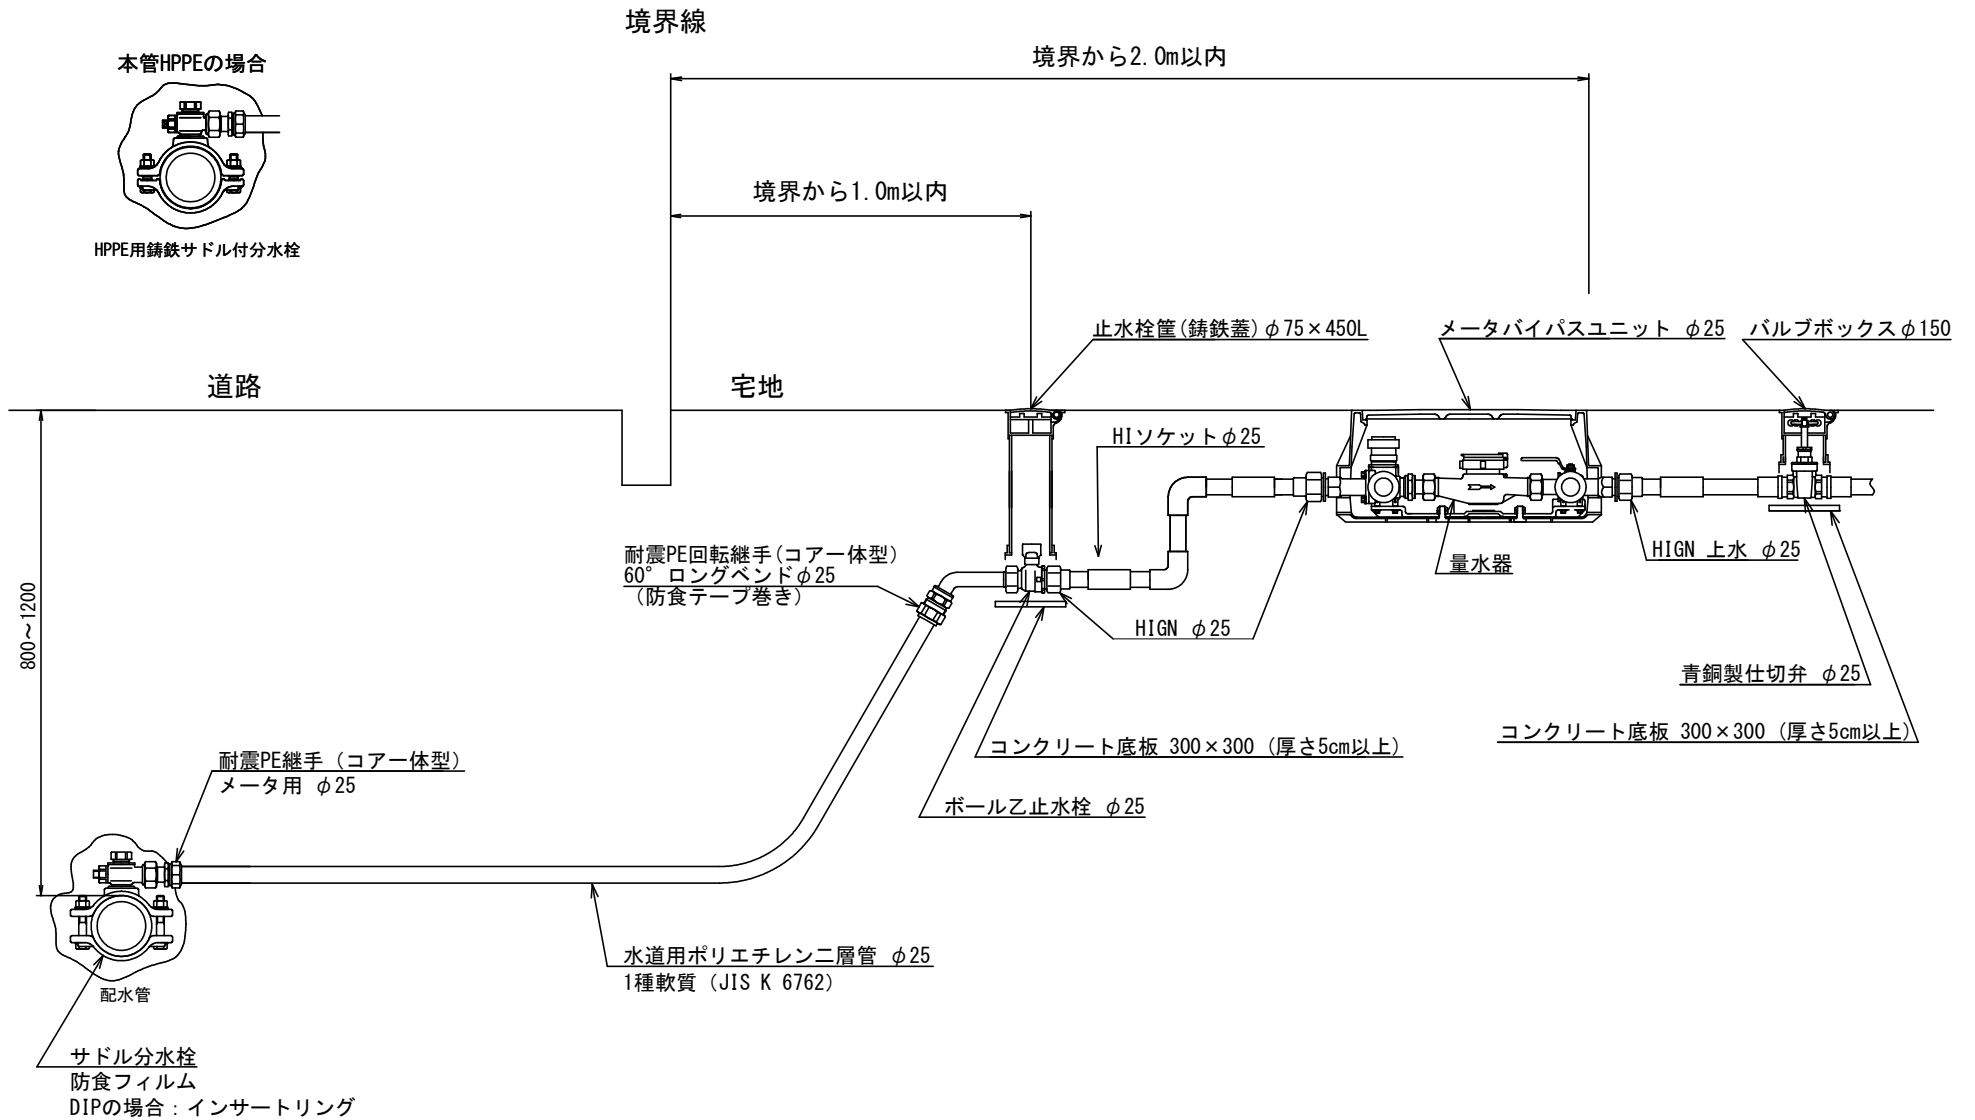 境界線
本管HPPEの場合
境界から2.0m以内
境界から1.0m以内
HPPE用鋳鉄サドル付分水栓
止水栓筐(鋳鉄蓋)φ75×450L
メータバイパスユニット φ25
バルブボックスφ150
道路
宅地
HIソケットφ25
耐震PE回転継手(コア一体型)
60°ロングベンドφ25
(防食テープ巻き)
量水器
HIGN 上水 φ25
800～1200
HIGN φ25
青銅製仕切弁 φ25
コンクリート底板 300×300 (厚さ5cm以上)
コンクリート底板 300×300 (厚さ5cm以上)
耐震PE継手 (コア一体型)
メータ用 φ25
ボール乙止水栓 φ25
水道用ポリエチレン二層管 φ25
1種軟質 (JIS K 6762)
配水管
サドル分水栓
防食フィルム
DIPの場合：インサートリング